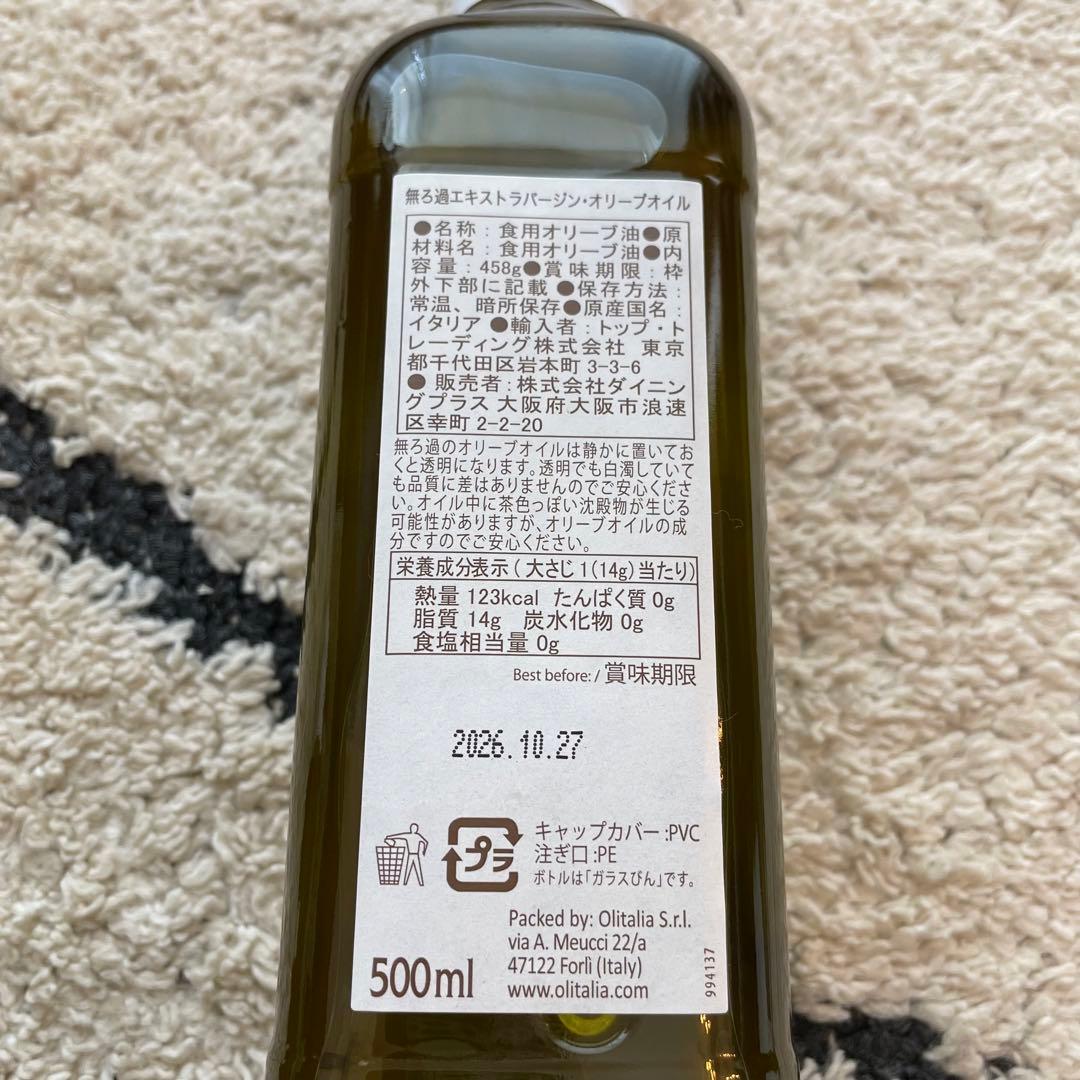 無ろ過エキストラバージン・オリーブオイル
●名称：食用オリーブ油●原
材料名：食用オリーブ油●内
容量：458g●賞味期限：枠
外下部に記載 ●保存方法：
常温、暗所保存●原産国名：
イタリア ●輸入者：トップ・ト
レーディング株式会社 東京
都千代田区岩本町 3-3-6
● 販売者：株式会社ダイニン
グプラス 大阪府大阪市浪速
区幸町 2-2-20
無ろ過のオリーブオイルは静かに置いてお
くと透明になります。透明でも白濁していて
も品質に差はありませんのでご安心くださ
い。オイル中に茶色っぽい沈殿物が生じる
可能性がありますが、オリーブオイルの成
分ですのでご安心ください。
栄養成分表示（大さじ 1(14g)当たり）
熱量 123kcal たんぱく質 0g
脂質 14g 炭水化物 0g
食塩相当量 0g
Best before: / 賞味期限
2026.10.27
プラ
キャップカバー :PVC
注ぎ口 :PE
ボトルは「ガラスびん」です。
Packed by: Olitalia S.r.l.
via A. Meucci 22/a
47122 Forlì (Italy)
www.olitalia.com
500ml
994137